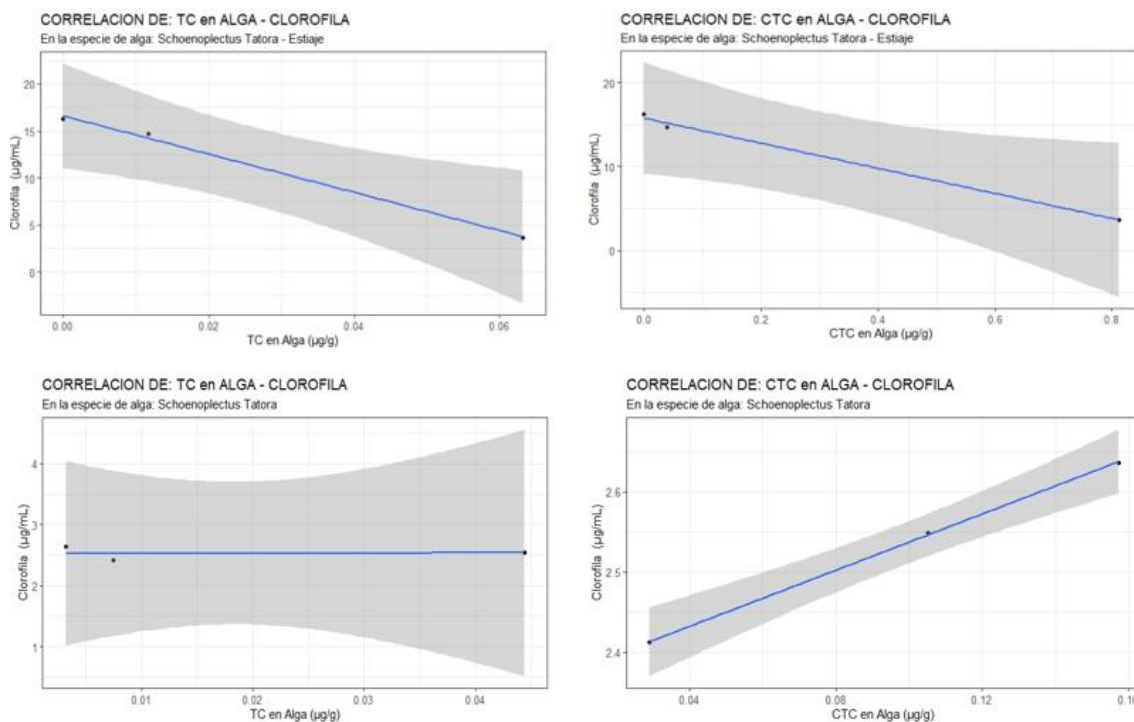 CORRELACION DE: TC en ALGA - CLOROFILA
En la especie de alga: Schoenoplectus Tatora - Estiaje
Clorofila (µg/mL)
20
15
10
5
0
0.00 0.02 0.04 0.06
TC en Alga (µg/g)
CORRELACION DE: CTC en ALGA - CLOROFILA
En la especie de alga: Schoenoplectus Tatora - Estiaje
Clorofila (µg/mL)
20
10
0
0.0 0.2 0.4 0.6 0.8
CTC en Alga (µg/g)
CORRELACION DE: TC en ALGA - CLOROFILA
En la especie de alga: Schoenoplectus Tatora
Clorofila (µg/mL)
4
3
2
1
0.01 0.02 0.03 0.04
TC en Alga (µg/g)
CORRELACION DE: CTC en ALGA - CLOROFILA
En la especie de alga: Schoenoplectus Tatora
Clorofila (µg/mL)
2.6
2.5
2.4
0.04 0.08 0.12
CTC en Alga (µg/g)